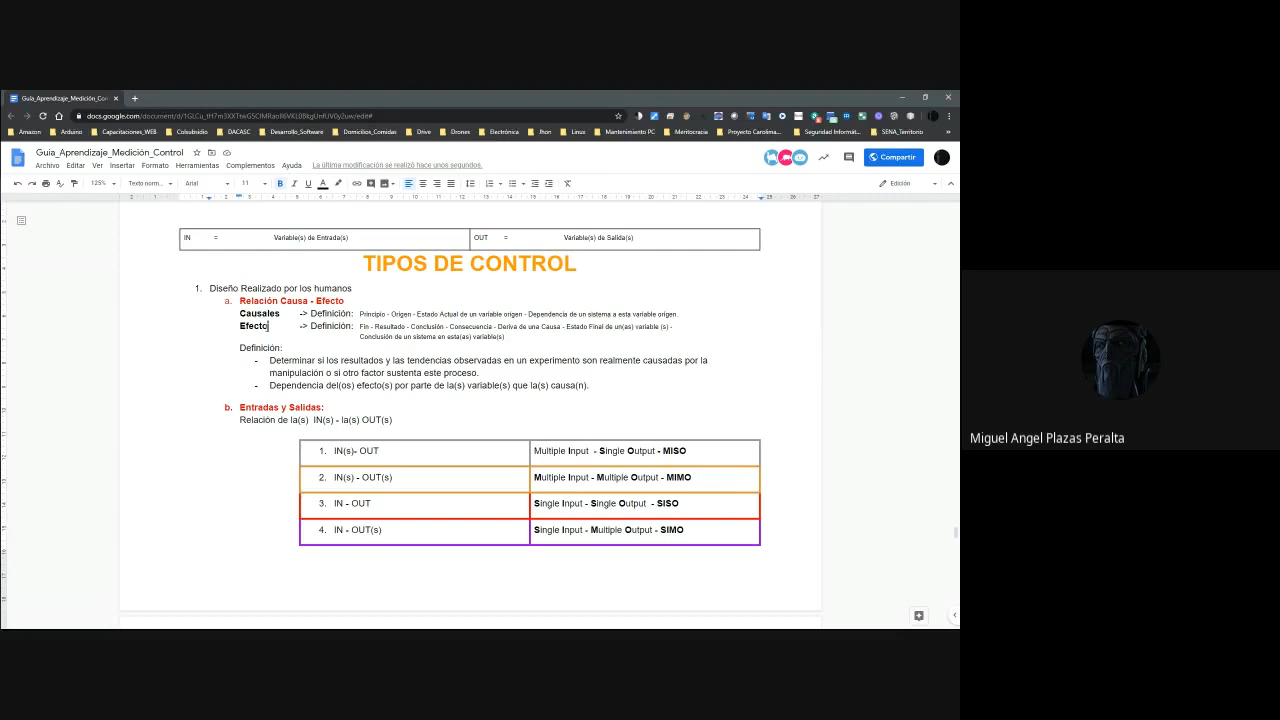 Guía_Aprendizaje_Medición_Con
docs.google.com
Amazon Arduino Capacitaciones_WEB Colsubsidio DACASC Desarrollo_Software Domicilios_Comidas Drive Drones Electrónica Jhon Linux Mantenimiento PC Meritocracia Proyecto Carolima... Seguridad Informát... SENA_Territorio
Guia_Aprendizaje_Medición_Control
Archivo Editar Ver Insertar Formato Herramientas Complementos Ayuda La última modificación se realizó hace unos segundos.
Compartir
125% Texto norm... Arial 11 B I U A Edición
IN = Variable(s) de Entrada(s) OUT = Variable(s) de Salida(s)
TIPOS DE CONTROL
1. Diseño Realizado por los humanos
a. Relación Causa - Efecto
Causales -> Definición: Principio - Origen - Estado Actual de un variable origen - Dependencia de un sistema a esta variable origen.
Efecto -> Definición: Fin - Resultado - Conclusión - Consecuencia - Deriva de una Causa - Estado Final de un(as) variable (s) -
Conclusión de un sistema en esta(as) variable(s)
Definición:
- Determinar si los resultados y las tendencias observadas en un experimento son realmente causadas por la
manipulación o si otro factor sustenta este proceso.
- Dependencia del(os) efecto(s) por parte de la(s) variable(s) que la(s) causa(n).
b. Entradas y Salidas:
Relación de la(s) IN(s) - la(s) OUT(s)
1. IN(s)- OUT Multiple Input - Single Output - MISO
2. IN(s) - OUT(s) Multiple Input - Multiple Output - MIMO
3. IN - OUT Single Input - Single Output - SISO
4. IN - OUT(s) Single Input - Multiple Output - SIMO
Miguel Angel Plazas Peralta